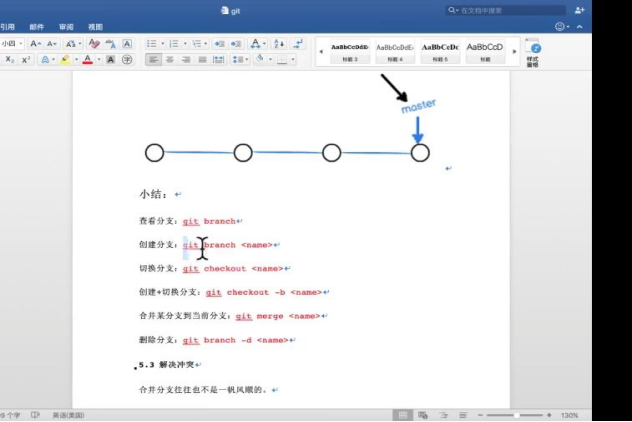 git
在文档中搜索
引用 邮件 审阅 视图
小四
AaBbCcDdE AaBbCcDdE AaBbCcDc AaBbCcD
标题 3 标题 4 标题 5 标题
样式
窗格
master
小结：
查看分支：git branch
创建分支：git branch <name>
切换分支：git checkout <name>
创建+切换分支：git checkout -b <name>
合并某分支到当前分支：git merge <name>
删除分支：git branch -d <name>
5.3 解决冲突
合并分支往往也不是一帆风顺的。
个字 英语(美国) 130%